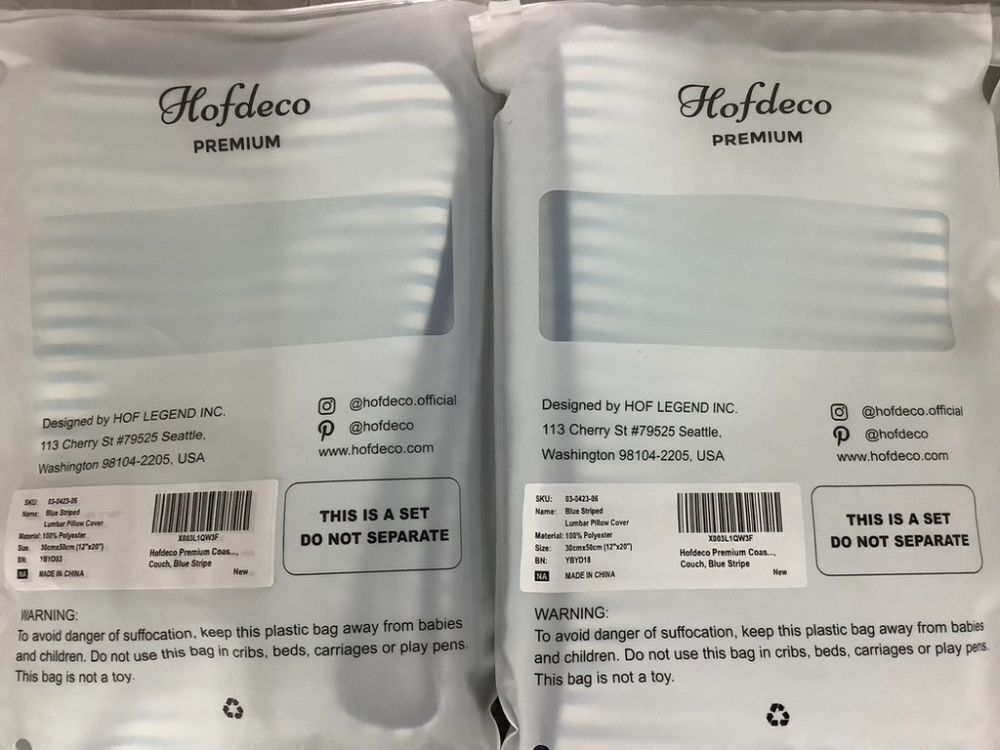 Hofdeco
PREMIUM
Designed by HOF LEGEND INC.
113 Cherry St #79525 Seattle,
Washington 98104-2205, USA
@hofdeco.official
@hofdeco
www.hofdeco.com
SKU: 03-0423-06
Name: Blue Striped
Lumbar Pillow Cover
Material: 100% Polyester
Size: 30cmx50cm (12"x20")
BN: YBYD03
NA MADE IN CHINA
X003L1QW3F
Hofdeco Premium Coas...,
Couch, Blue Stripe
New
THIS IS A SET
DO NOT SEPARATE
WARNING:
To avoid danger of suffocation, keep this plastic bag away from babies
and children. Do not use this bag in cribs, beds, carriages or play pens.
This bag is not a toy.
Hofdeco
PREMIUM
Designed by HOF LEGEND INC.
113 Cherry St #79525 Seattle,
Washington 98104-2205, USA
@hofdeco.official
@hofdeco
www.hofdeco.com
SKU: 03-0423-06
Name: Blue Striped
Lumbar Pillow Cover
Material: 100% Polyester
Size: 30cmx50cm (12"x20")
BN: YBYD18
NA MADE IN CHINA
X003L1QW3F
Hofdeco Premium Coas...,
Couch, Blue Stripe
New
THIS IS A SET
DO NOT SEPARATE
WARNING:
To avoid danger of suffocation, keep this plastic bag away from babies
and children. Do not use this bag in cribs, beds, carriages or play pens.
This bag is not a toy.